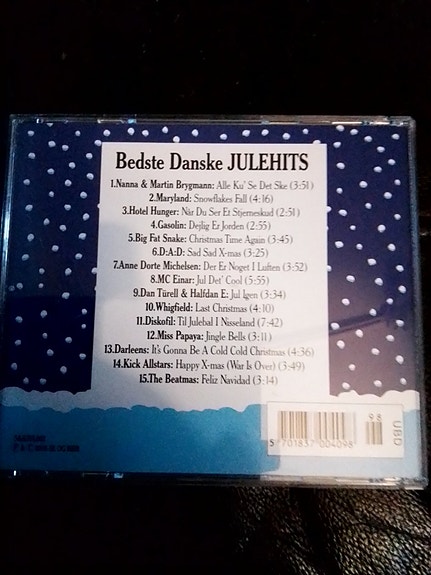 Bedste Danske JULEHITS
1.Nanna & Martin Brygmann: Alle Ku' Se Det Ske (3:51)
2.Maryland: Snowflakes Fall (4:16)
3.Hotel Hunger: Når Du Ser Et Stjerneskud (2:51)
4.Gasolin: Dejlig Er Jorden (2:55)
5.Big Fat Snake: Christmas Time Again (3:45)
6.D:A:D: Sad Sad X-mas (3:25)
7.Anne Dorte Michelsen: Der Er Noget I Luften (3:52)
8.MC Einar: Jul Det' Cool (5:55)
9.Dan Türell & Halfdan E: Jul Igen (3:34)
10.Whigfield: Last Christmas (4:10)
11.Diskofil: Til Julebal I Nisseland (7:42)
12.Miss Papaya: Jingle Bells (3:11)
13.Darleens: It's Gonna Be A Cold Cold Christmas (4:36)
14.Kick Allstars: Happy X-mas (War Is Over) (3:49)
15.The Beatmas: Feliz Navidad (3:14)
98
UBD
5 701837 004098